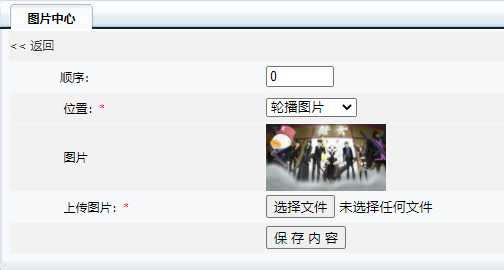 图片中心
<< 返回
顺序: 0
位置: * 轮播图片
图片
上传图片: * 选择文件 未选择任何文件
保 存 内 容